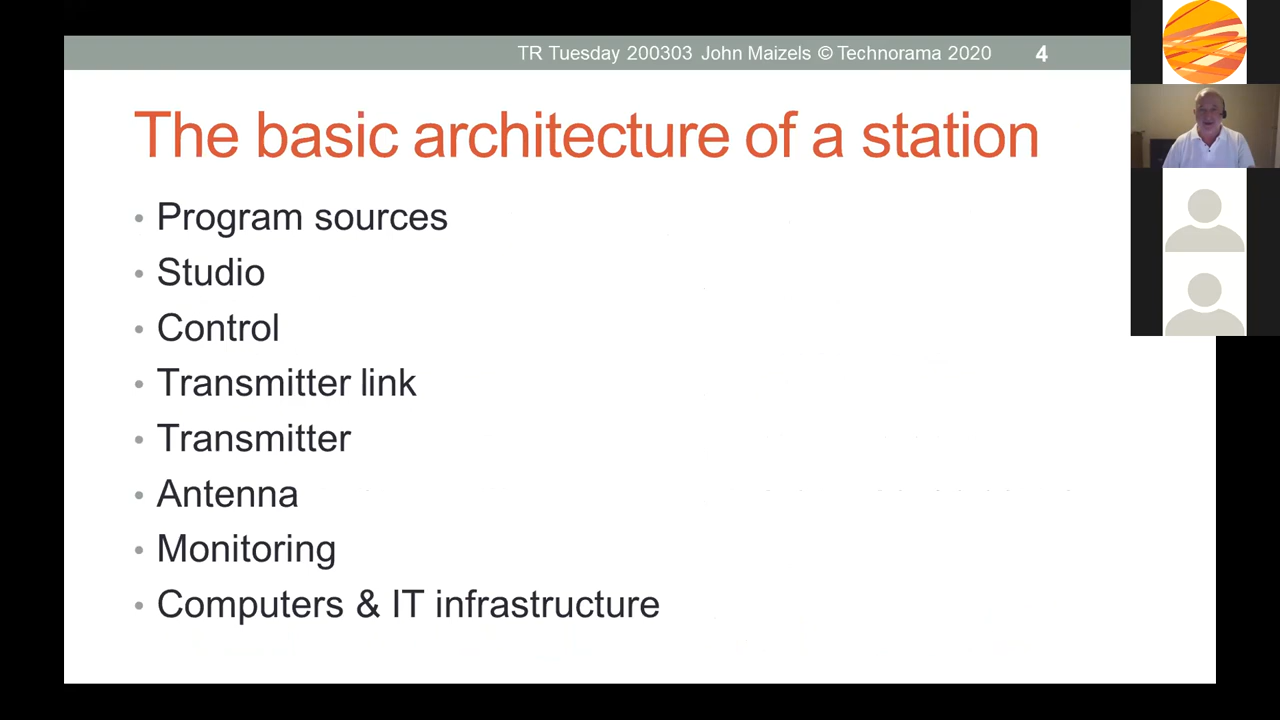 TR Tuesday 200303 John Maizels © Technorama 2020 4
The basic architecture of a station
• Program sources
• Studio
• Control
• Transmitter link
• Transmitter
• Antenna
• Monitoring
• Computers & IT infrastructure